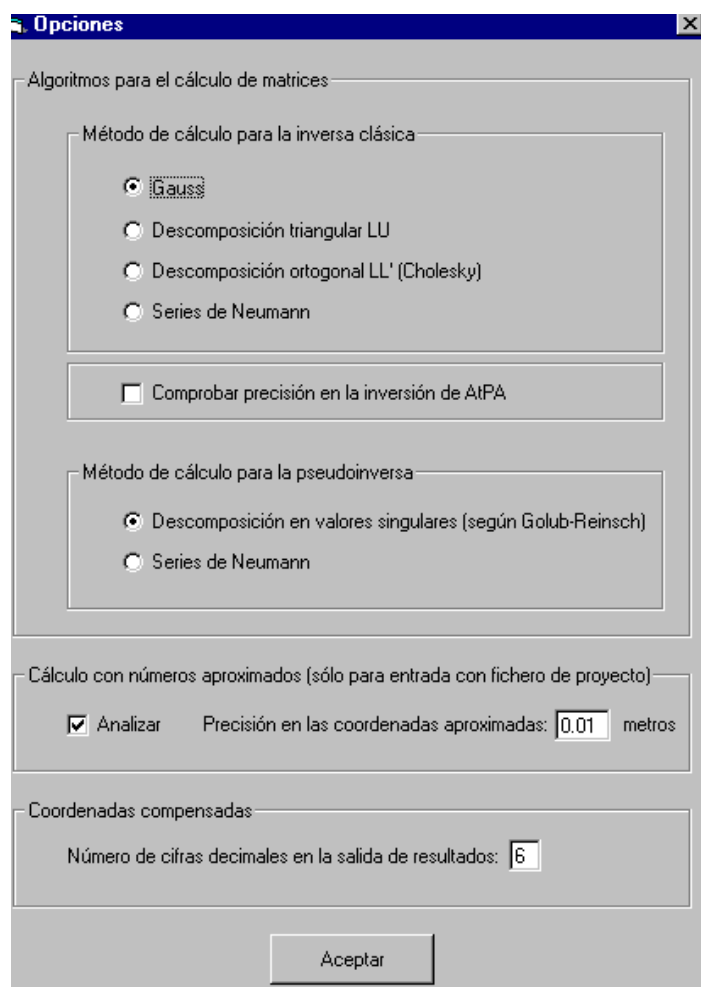 Opciones
Algoritmos para el cálculo de matrices
Método de cálculo para la inversa clásica
Gauss
Descomposición triangular LU
Descomposición ortogonal LL' (Cholesky)
Series de Neumann
Comprobar precisión en la inversión de AtPA
Método de cálculo para la pseudoinversa
Descomposición en valores singulares (según Golub-Reinsch)
Series de Neumann
Cálculo con números aproximados (sólo para entrada con fichero de proyecto)
Analizar Precisión en las coordenadas aproximadas: 0.01 metros
Coordenadas compensadas
Número de cifras decimales en la salida de resultados: 6
Aceptar